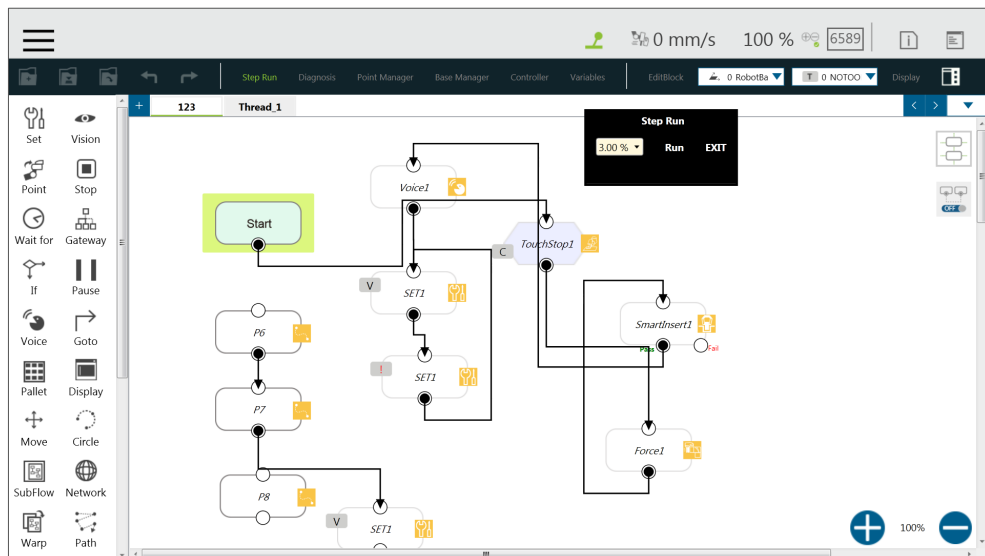 0 mm/s
100 %
6589
Step Run
Diagnosis
Point Manager
Base Manager
Controller
Variables
EditBlock
0 RobotBa
T 0 NOTOO
Display
+
123
Thread_1
Set
Vision
Point
Stop
Wait for
Gateway
If
Pause
Voice
Goto
Pallet
Display
Move
Circle
SubFlow
Network
Warp
Path
Step Run
3.00 %
Run
EXIT
OFF
Voice1
Start
TouchStop1
C
V
SET1
SmartInsert1
Pass
Fail
P6
!
SET1
P7
Force1
P8
V
SET1
100%